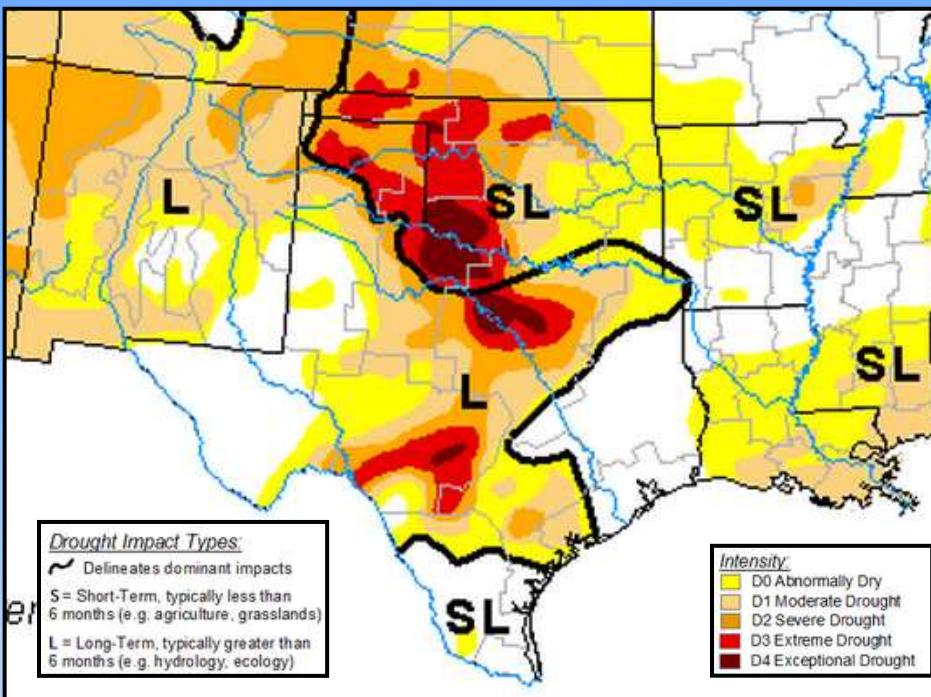 L
SL
SL
SL
L
SL
Drought Impact Types:
Delineates dominant impacts
S = Short-Term, typically less than
6 months (e.g. agriculture, grasslands)
L = Long-Term, typically greater than
6 months (e.g. hydrology, ecology)
Intensity:
D0 Abnormally Dry
D1 Moderate Drought
D2 Severe Drought
D3 Extreme Drought
D4 Exceptional Drought